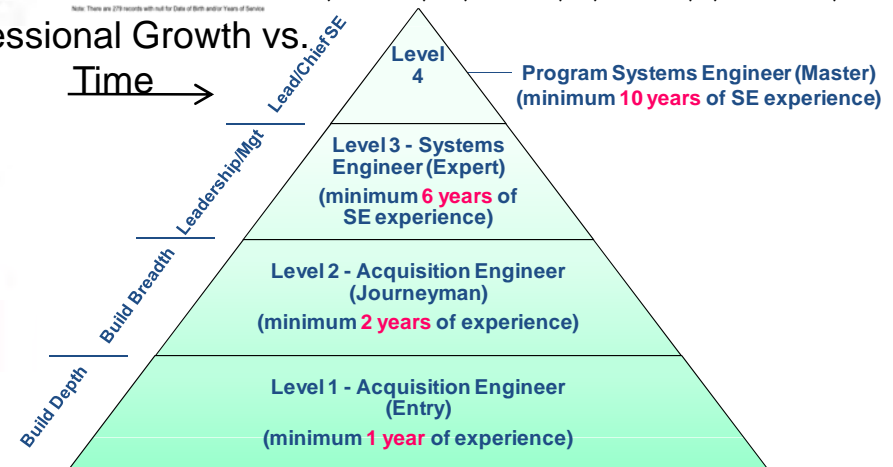 Note: There are 279 records with null for Date of Birth and/or Years of Service
essional Growth vs.
Time
Lead/Chief SE
Level
4
Program Systems Engineer (Master)
(minimum 10 years of SE experience)
Leadership/Mgt
Level 3 - Systems
Engineer (Expert)
(minimum 6 years of
SE experience)
Build Breadth
Level 2 - Acquisition Engineer
(Journeyman)
(minimum 2 years of experience)
Build Depth
Level 1 - Acquisition Engineer
(Entry)
(minimum 1 year of experience)